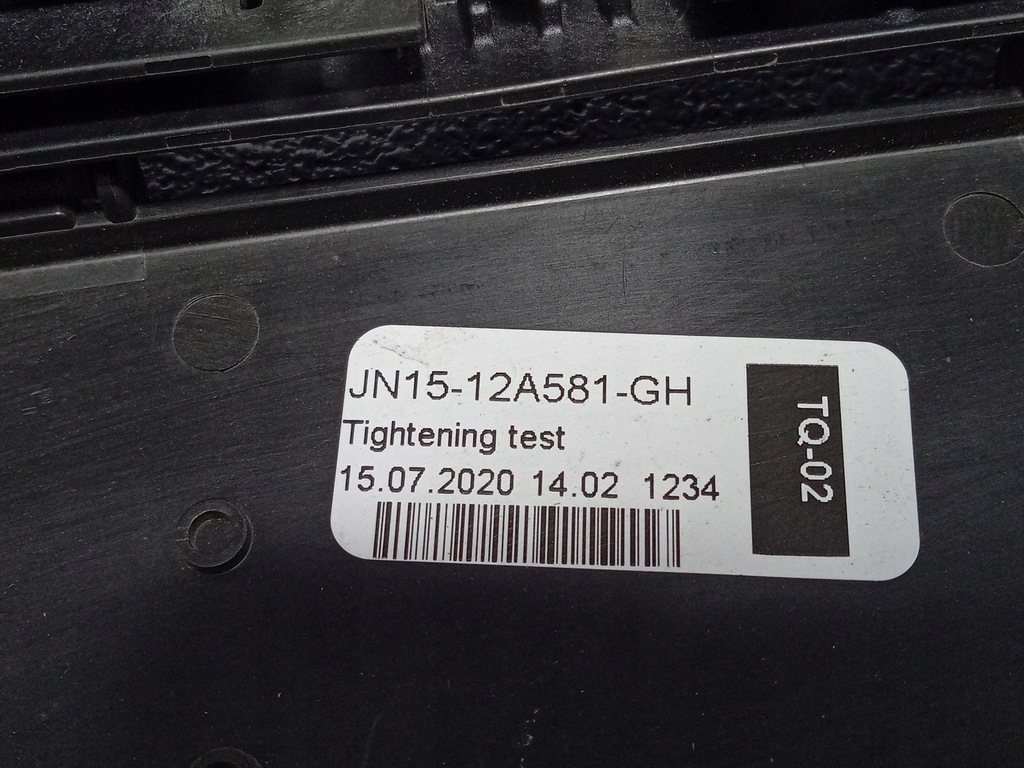 JN15-12A581-GH
Tightening test
15.07.2020 14.02 1234
TQ-02